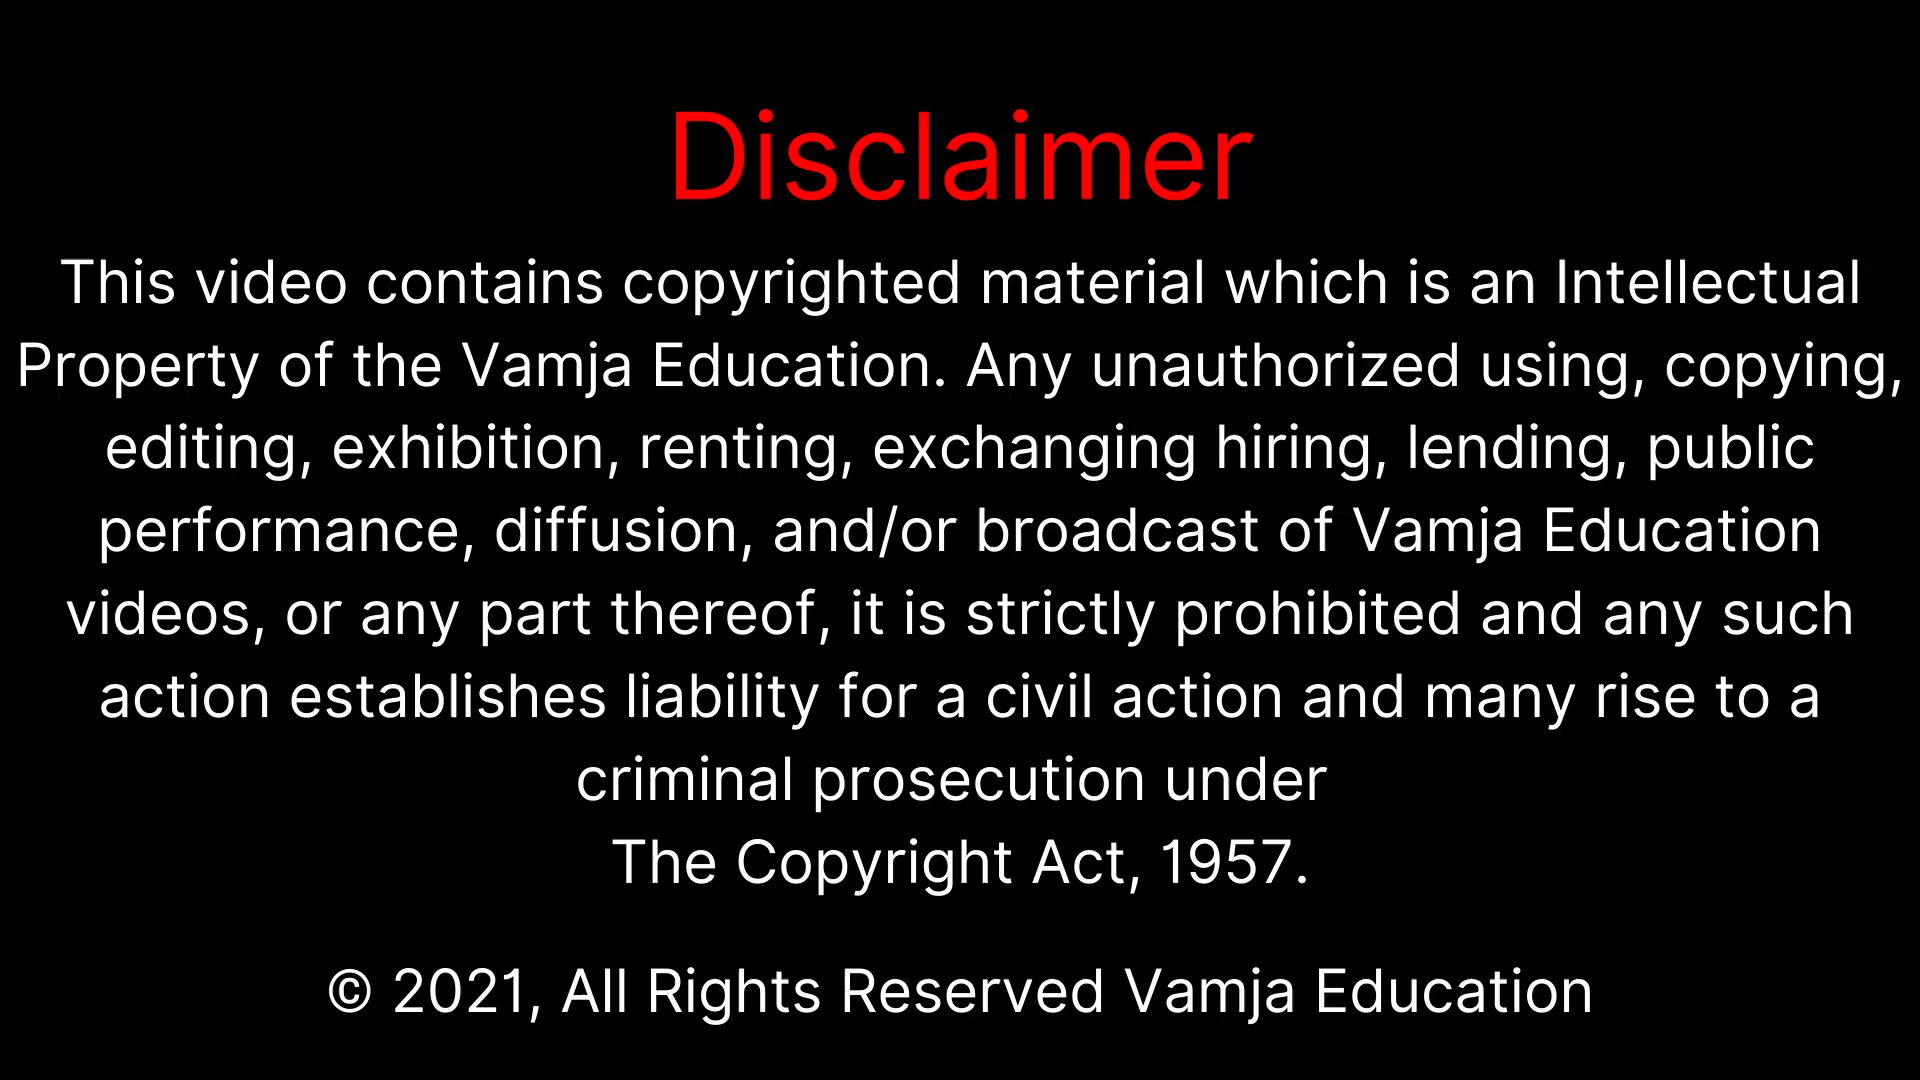 Disclaimer
This video contains copyrighted material which is an Intellectual
Property of the Vamja Education. Any unauthorized using, copying,
editing, exhibition, renting, exchanging hiring, lending, public
performance, diffusion, and/or broadcast of Vamja Education
videos, or any part thereof, it is strictly prohibited and any such
action establishes liability for a civil action and many rise to a
criminal prosecution under
The Copyright Act, 1957.
© 2021, All Rights Reserved Vamja Education